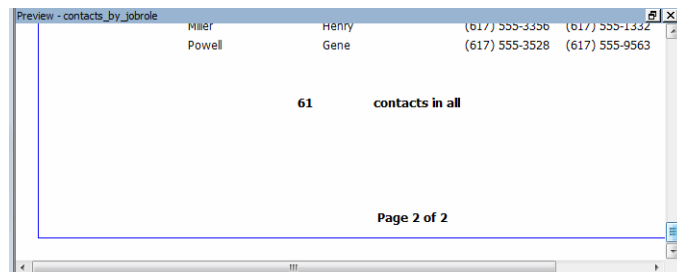 Preview - contacts_by_jobrole
Miller Henry (617) 555-3356 (617) 555-1332
Powell Gene (617) 555-3528 (617) 555-9563
61 contacts in all
Page 2 of 2